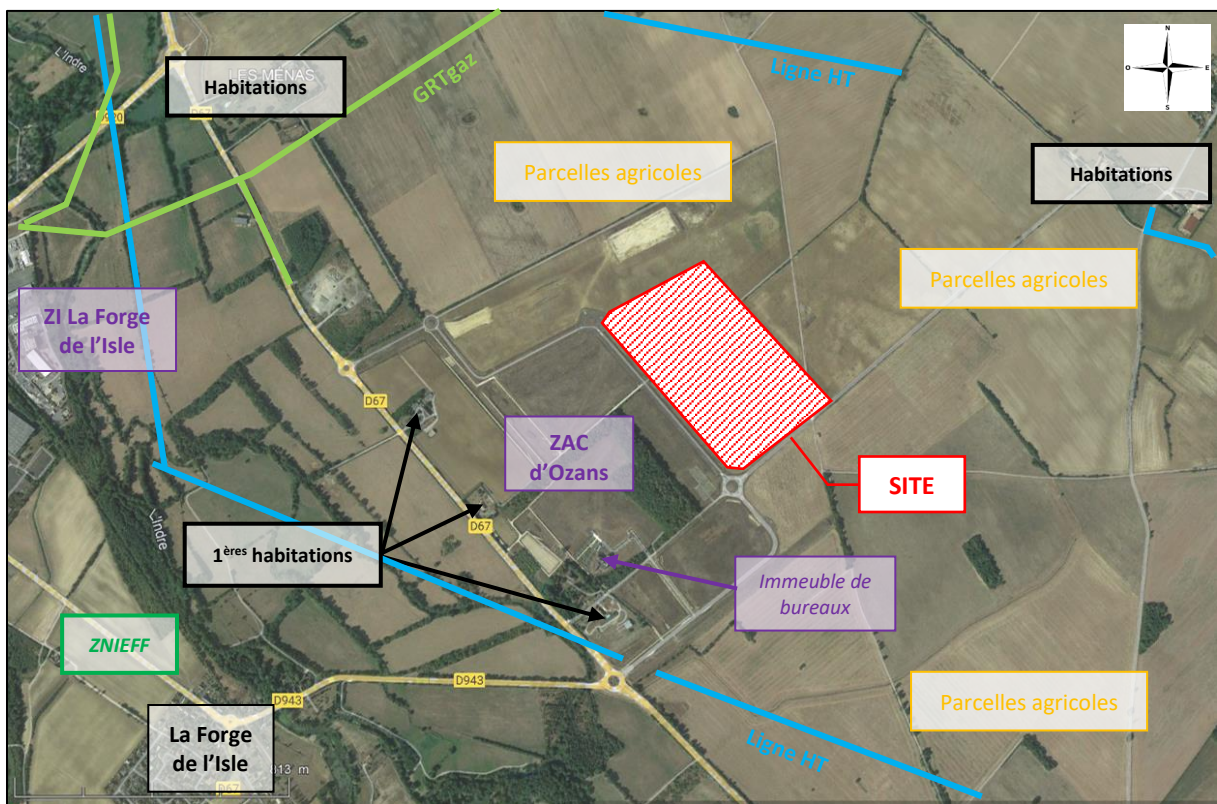 N
O
E
S
L'Indre
LES MÉNAS
Habitations
D67
D920
GRTgaz
Ligne HT
Parcelles agricoles
Habitations
Parcelles agricoles
ZI La Forge
de l'Isle
D67
ZAC
d'Ozans
SITE
D67
1ères habitations
L'Indre
Immeuble de
bureaux
ZNIEFF
D943
D943
Parcelles agricoles
La Forge
de l'Isle
Ligne HT
D67